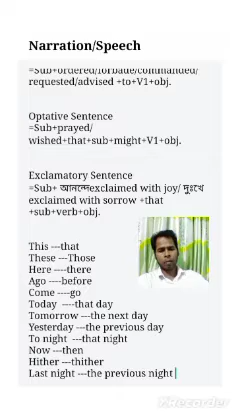 Narration/Speech
=Sub+ordered/forbade/commanded/
requested/advised +to+V1+obj.
Optative Sentence
=Sub+prayed/
wished+that+sub+might+V1+obj.
Exclamatory Sentence
=Sub+ আনন্দেexclaimed with joy/ দুঃখে
exclaimed with sorrow +that
+sub+verb+obj.
This ---that
These ---Those
Here ----there
Ago ----before
Come ----go
Today ----that day
Tomorrow ---the next day
Yesterday ---the previous day
To night ---that night
Now ---then
Hither ---thither
Last night ---the previous night
Recorder